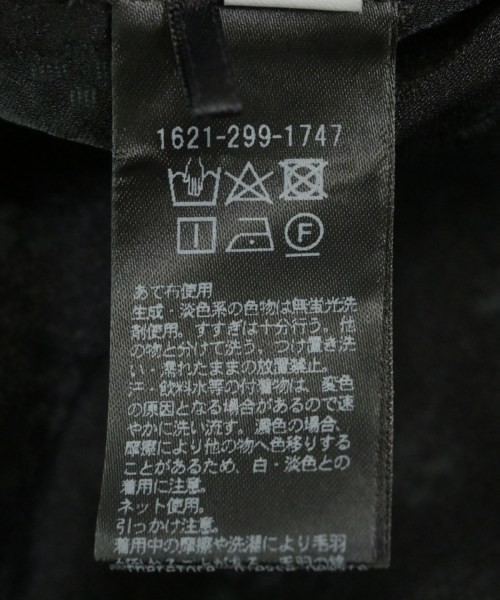 1621-299-1747
F
あて布使用
生成・淡色系の色物は無蛍光洗
剤使用。すすぎは十分行う。他
の物と分けて洗う。つけ置き洗
い・濡れたままの放置禁止。
汗・飲料水等の付着物は、変色
の原因となる場合があるので速
やかに洗い流す。濃色の場合、
摩擦により他の物へ色移りする
ことがあるため、白・淡色との
着用に注意。
ネット使用。
引っかけ注意。
着用中の摩擦や洗濯により毛羽